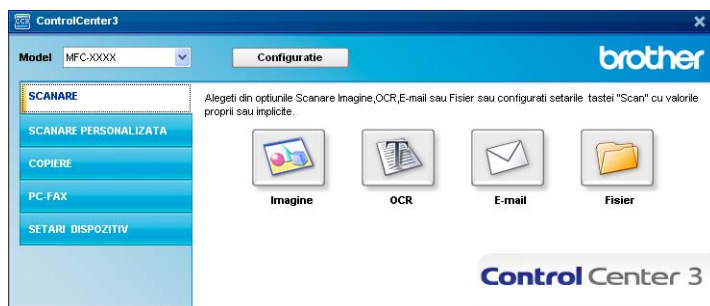 ControlCenter3
Model MFC-XXXX Configuratie brother
SCANARE
SCANARE PERSONALIZATA
COPIERE
PC-FAX
SETARI DISPOZITIV
Alegeti din optiunile Scanare Imagine,OCR,E-mail sau Fisier sau configurati setarile tastei "Scan" cu valorile
proprii sau implicite.
Imagine OCR E-mail Fisier
Control Center 3